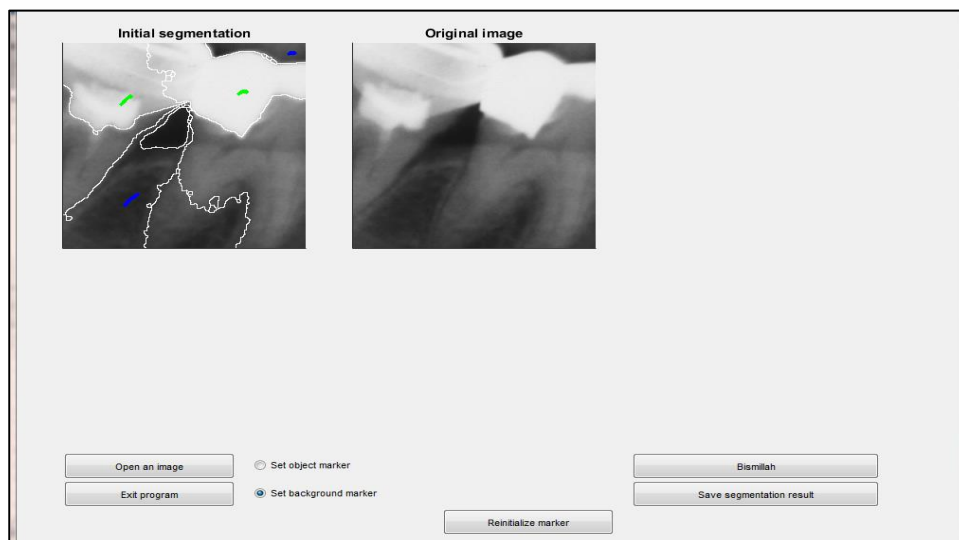 Initial segmentation
Original image
Open an image
Set object marker
Bismillah
Exit program
Set background marker
Save segmentation result
Reinitialize marker